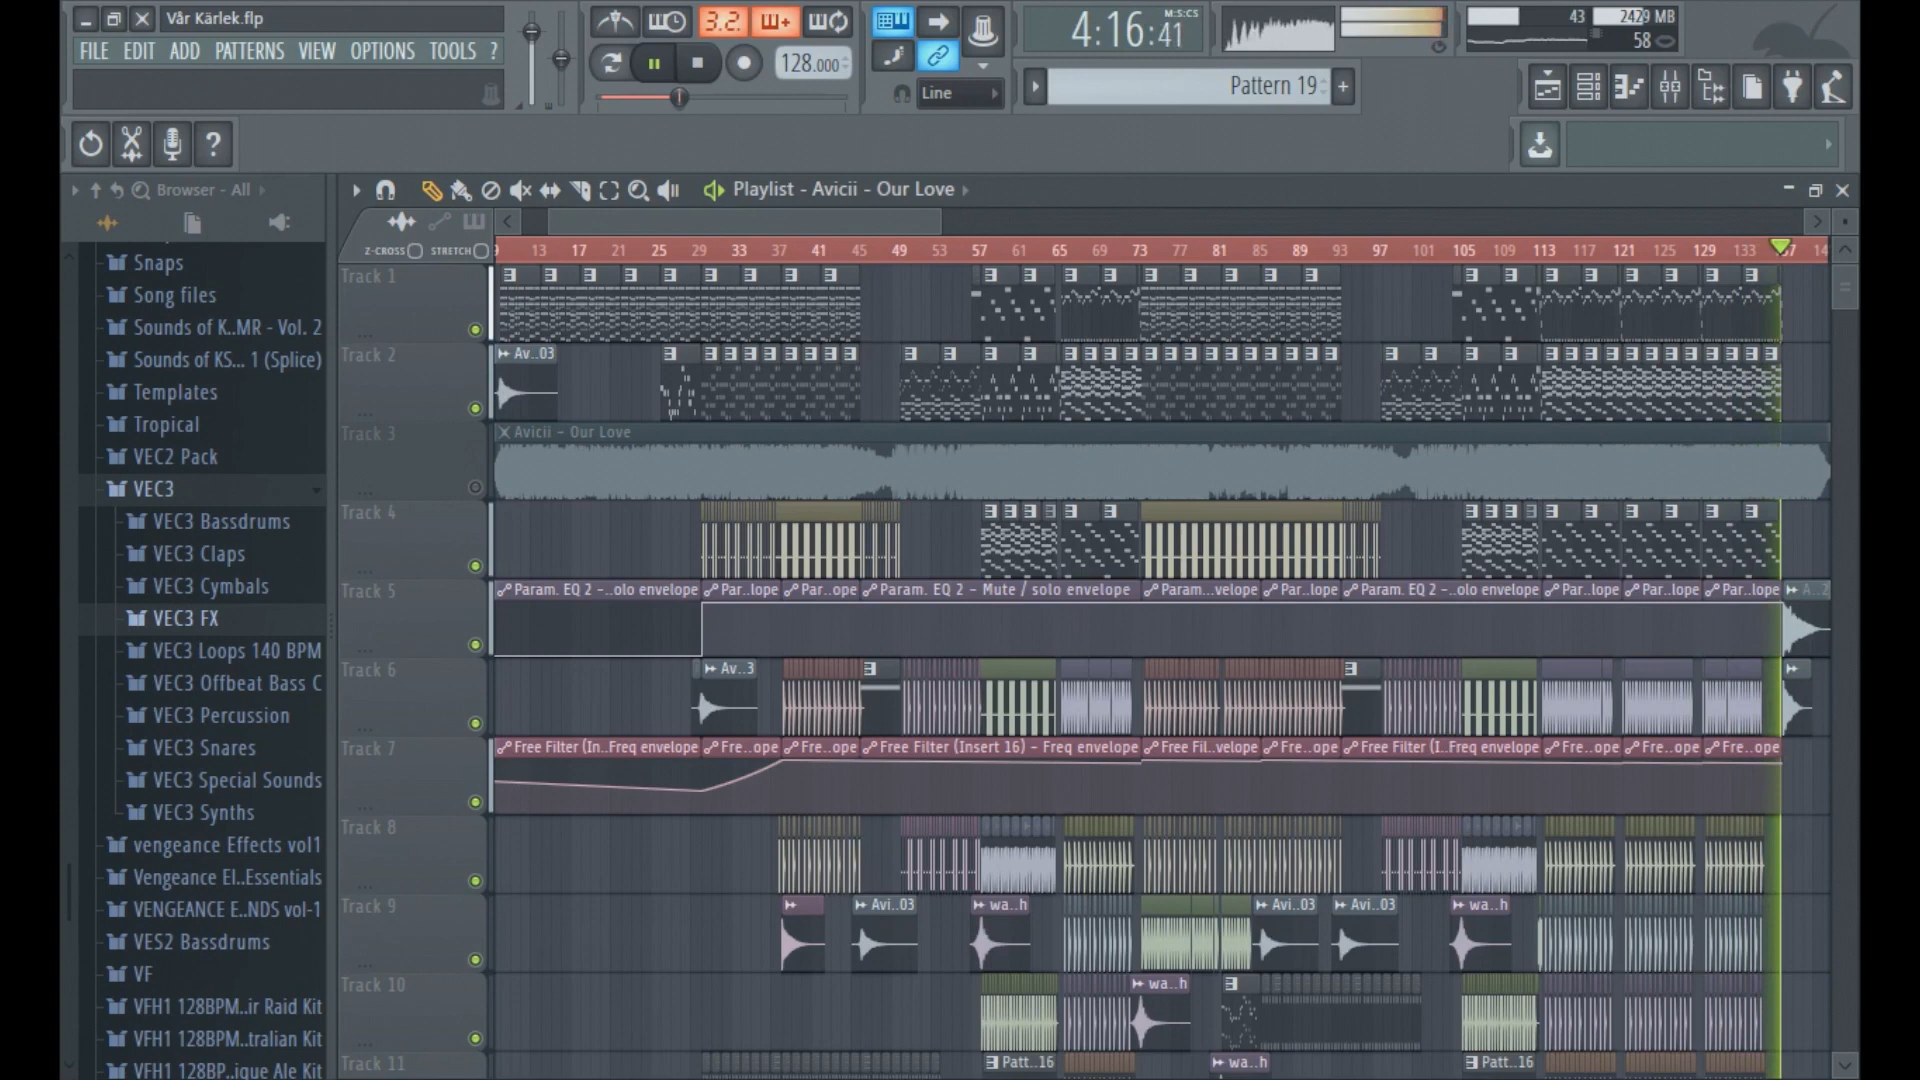 Vår Kärlek.flp
FILE EDIT ADD PATTERNS VIEW OPTIONS TOOLS ?
3.2.
128.000
Line
4:16:41
M:S:CS
Pattern 19
43
2429 MB
58
Browser - All
Playlist - Avicii - Our Love
Z-CROSS STRETCH
9 13 17 21 25 29 33 37 41 45 49 53 57 61 65 69 73 77 81 85 89 93 97 101 105 109 113 117 121 125 129 133
Snaps
Song files
Sounds of K..MR - Vol. 2
Sounds of KS... 1 (Splice)
Templates
Tropical
VEC2 Pack
VEC3
VEC3 Bassdrums
VEC3 Claps
VEC3 Cymbals
VEC3 FX
VEC3 Loops 140 BPM
VEC3 Offbeat Bass C
VEC3 Percussion
VEC3 Snares
VEC3 Special Sounds
VEC3 Synths
vengeance Effects vol1
Vengeance El..Essentials
VENGEANCE E..NDS vol-1
VES2 Bassdrums
VF
VFH1 128BPM..ir Raid Kit
VFH1 128BPM..tralian Kit
VFH1 128BP..ique Ale Kit
Track 1
Track 2
Av..03
Track 3
Avicii - Our Love
Track 4
Track 5
Param. EQ 2 -..olo envelope Par..lope Par..ope Param. EQ 2 - Mute / solo envelope Param...velope Par..lope Param. EQ 2 -..olo envelope Par..lope Par..lope Par..lope A..2
Track 6
Av..3
Track 7
Free Filter (In..Freq envelope Fre..ope Fre..ope Free Filter (Insert 16) - Freq envelope Free Fil..velope Fre..ope Free Filter (I..Freq envelope Fre..ope Fre..ope Fre..ope
Track 8
Track 9
Avi..03 wa..h Avi..03 Avi..03 wa..h
Track 10
wa..h
Track 11
Patt..16 wa..h Patt..16